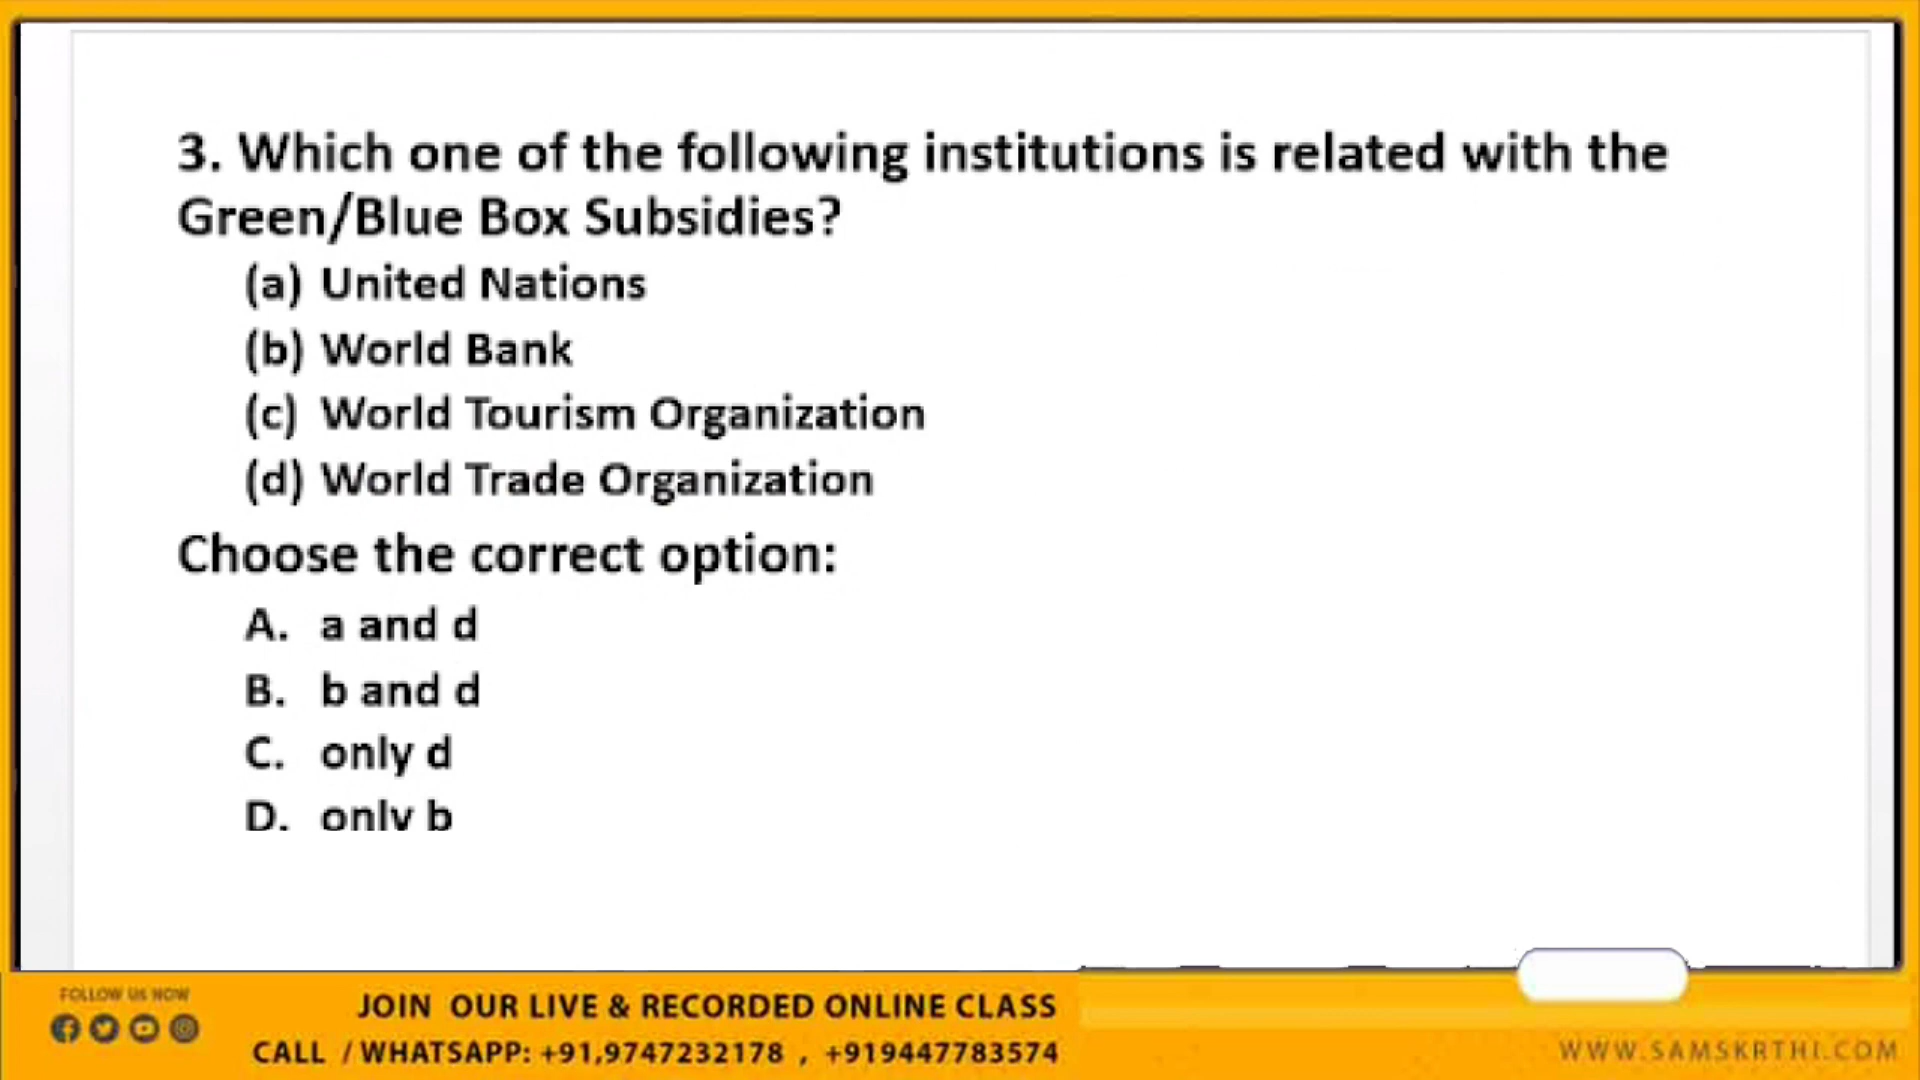 3. Which one of the following institutions is related with the
Green/Blue Box Subsidies?
(a) United Nations
(b) World Bank
(c) World Tourism Organization
(d) World Trade Organization
Choose the correct option:
A. a and d
B. b and d
C. only d
D. only b
FOLLOW US NOW
JOIN OUR LIVE & RECORDED ONLINE CLASS
CALL / WHATSAPP: +91,9747232178 , +919447783574
WWW.SAMSKRTHI.COM